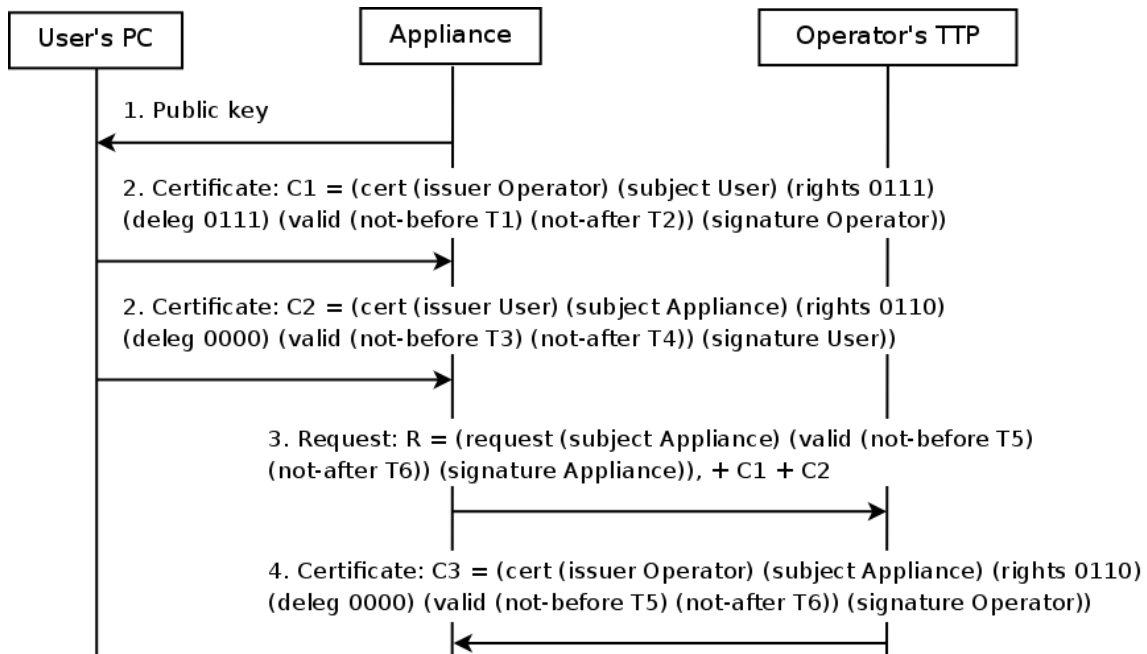 User's PC
Appliance
Operator's TTP
1. Public key
2. Certificate: C1 = (cert (issuer Operator) (subject User) (rights 0111)
(deleg 0111) (valid (not-before T1) (not-after T2)) (signature Operator))
2. Certificate: C2 = (cert (issuer User) (subject Appliance) (rights 0110)
(deleg 0000) (valid (not-before T3) (not-after T4)) (signature User))
3. Request: R = (request (subject Appliance) (valid (not-before T5)
(not-after T6)) (signature Appliance)), + C1 + C2
4. Certificate: C3 = (cert (issuer Operator) (subject Appliance) (rights 0110)
(deleg 0000) (valid (not-before T5) (not-after T6)) (signature Operator))